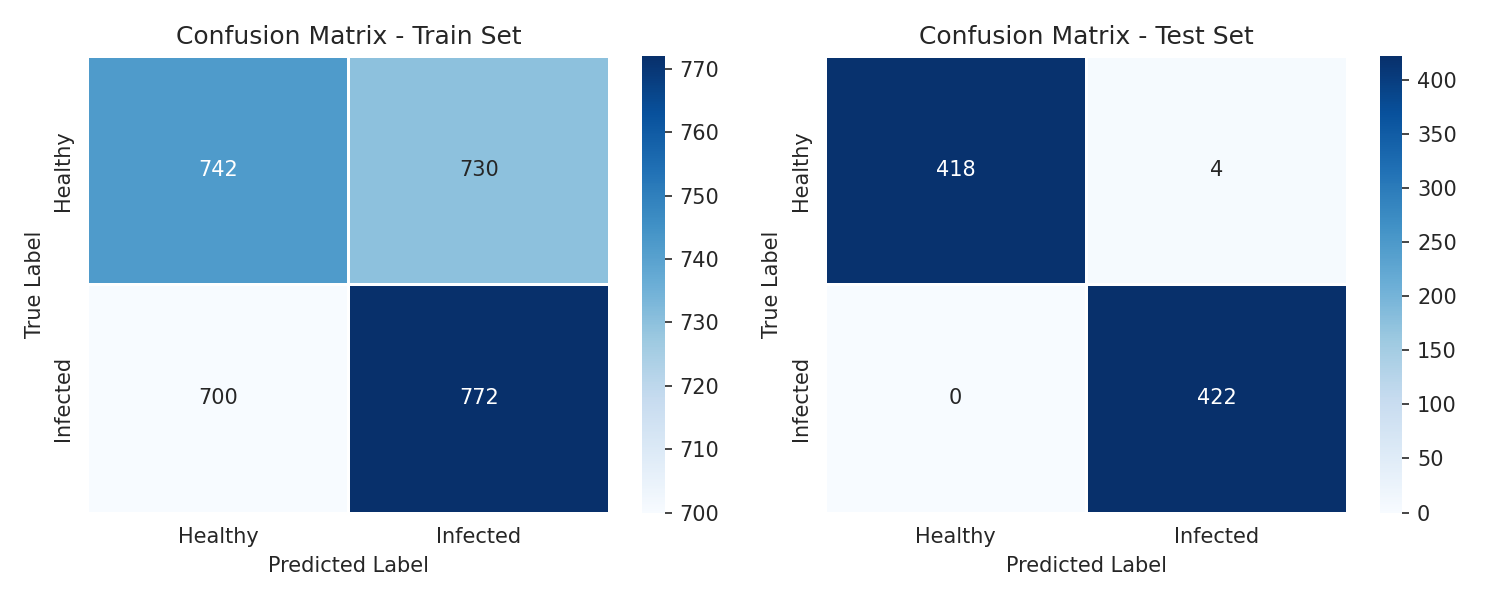 Confusion Matrix - Train Set
True Label
Healthy
Infected
742
730
700
772
Healthy
Infected
Predicted Label
770
760
750
740
730
720
710
700
Confusion Matrix - Test Set
True Label
Healthy
Infected
418
4
0
422
Healthy
Infected
Predicted Label
400
350
300
250
200
150
100
50
0